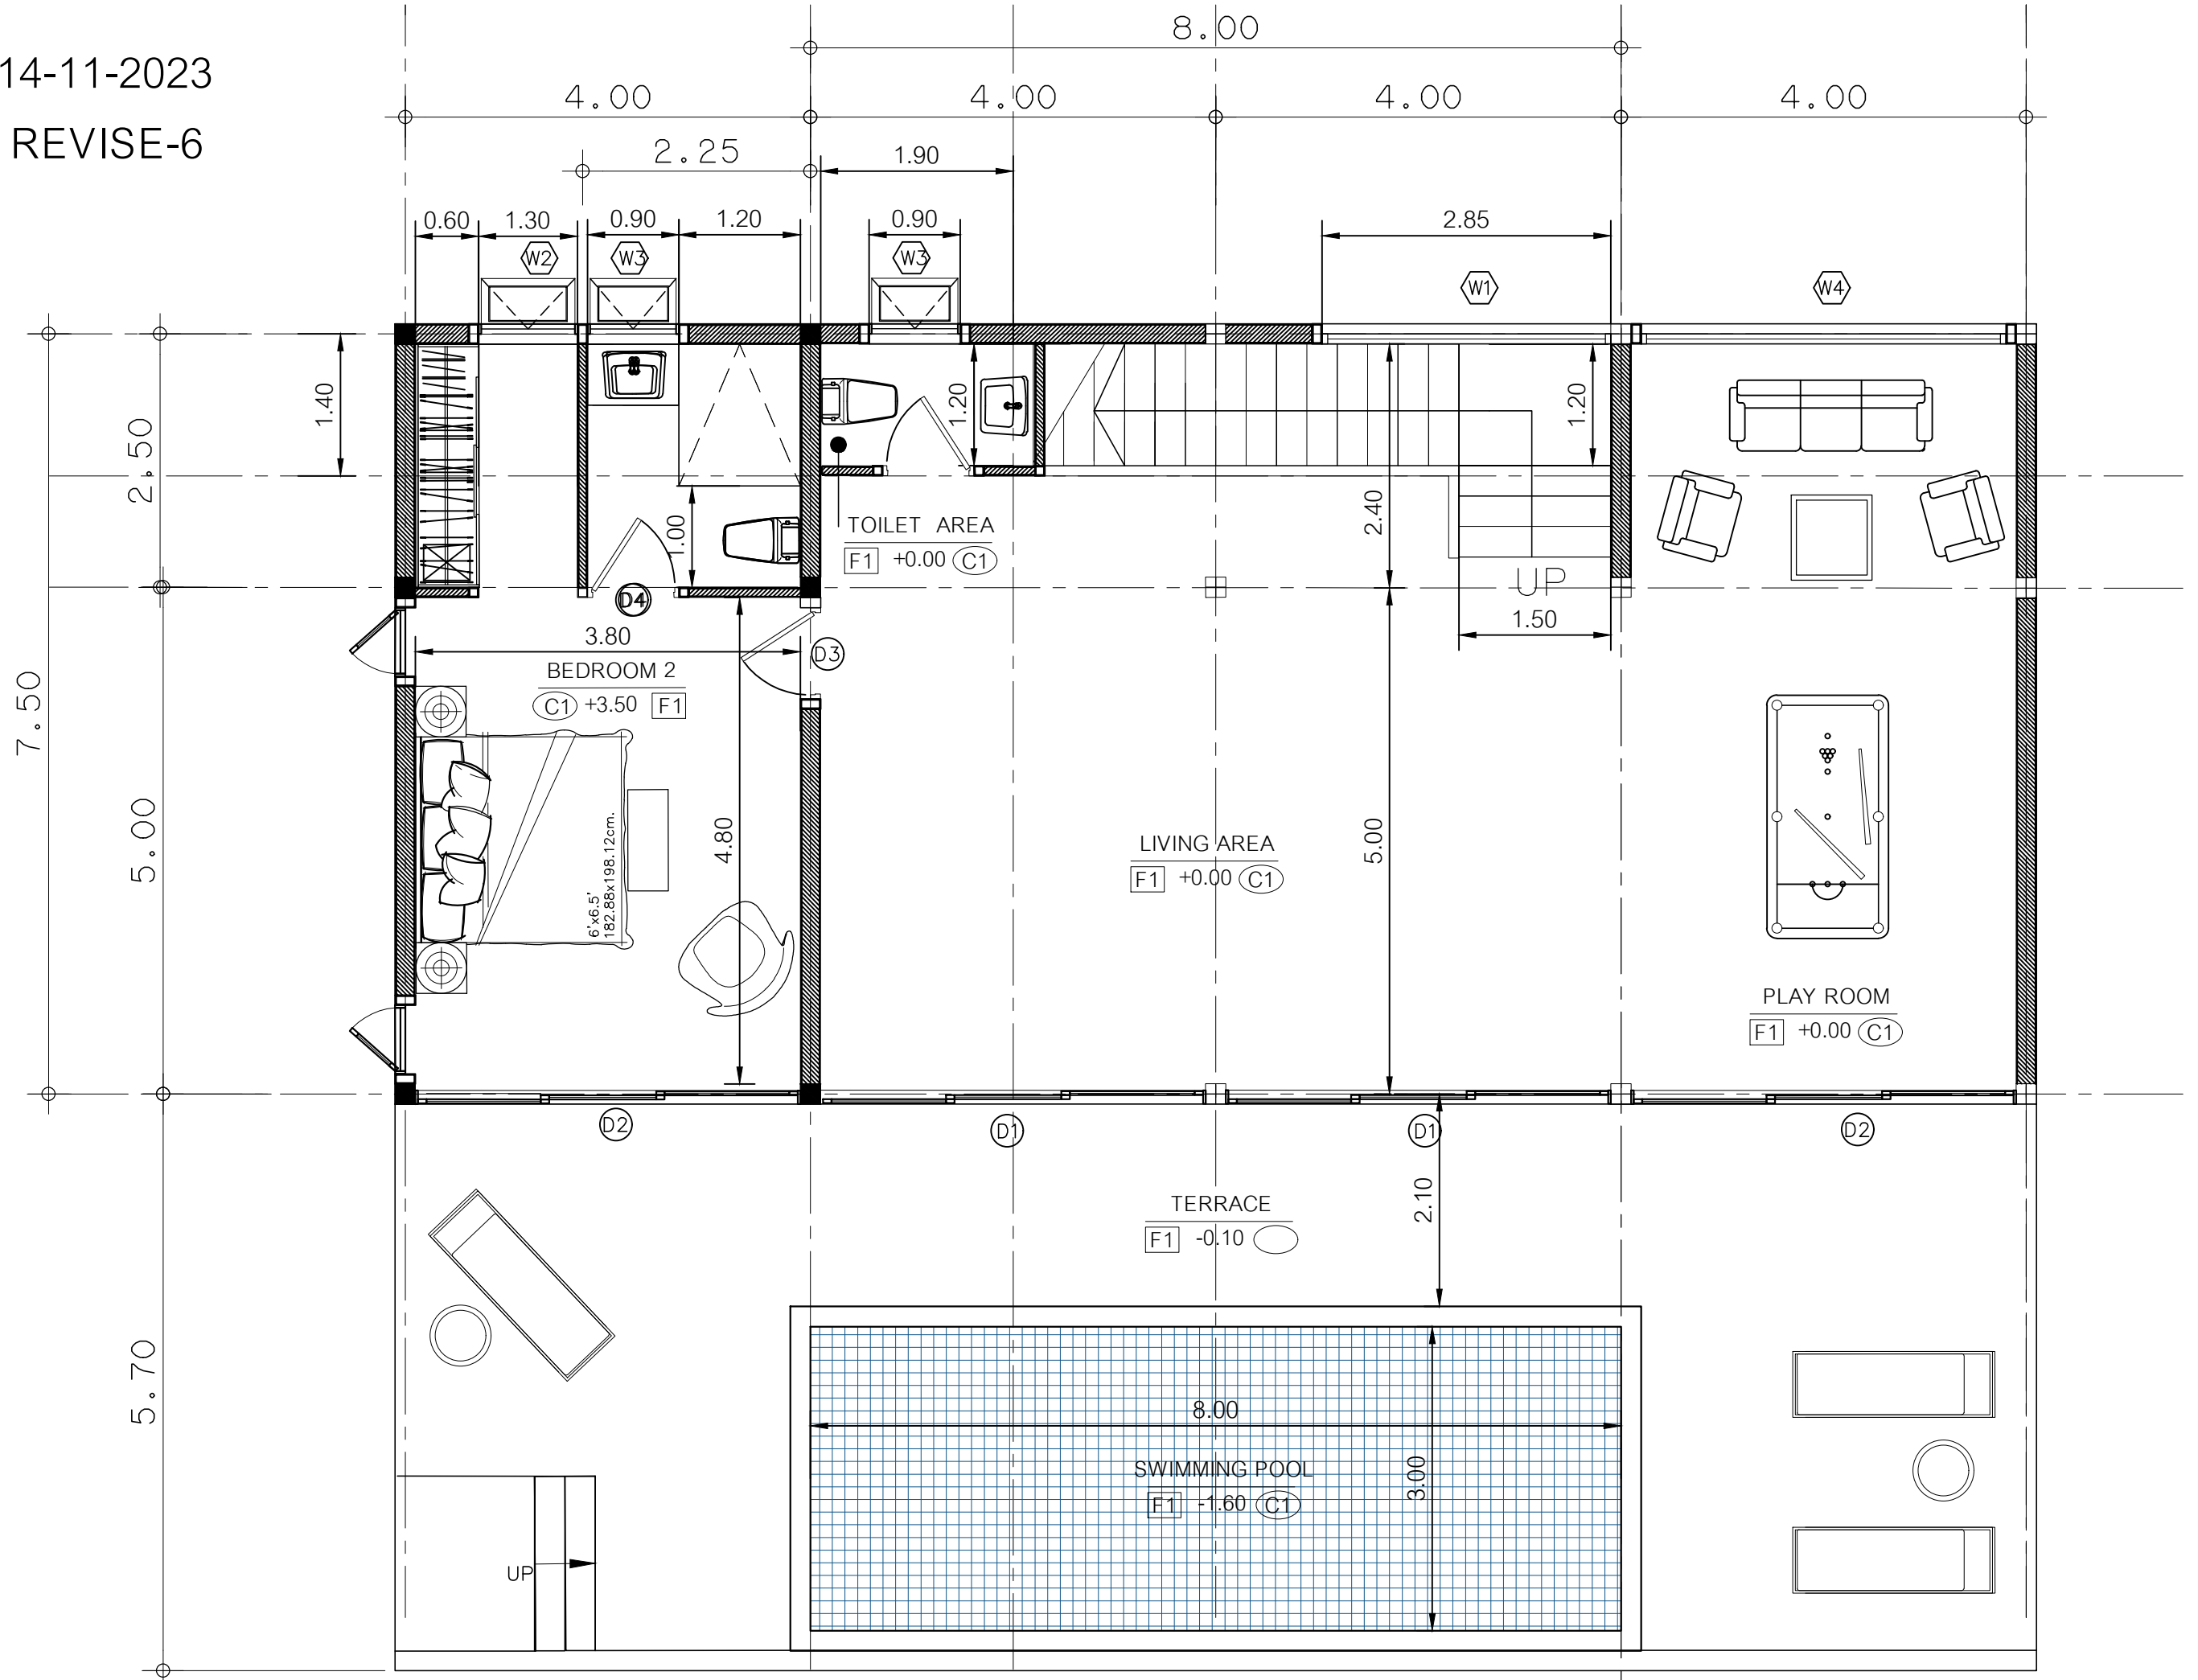 8.00
14-11-2023
4.00 4.00 4.00 4.00
REVISE-6
2.25 1.90
0.60 1.30 0.90 1.20 0.90 2.85
W2 W3 W3 W1 W4
1.40 1.20 1.20
2.50
2.40
1.00
TOILET AREA
F1 +0.00 C1
UP
D4
1.50
3.80
D3
BEDROOM 2
C1 +3.50 F1
7.50
5.00
4.80
5.00
6'x6.5'
182.88x198.12cm.
LIVING AREA
F1 +0.00 C1
PLAY ROOM
F1 +0.00 C1
D2 D1 D1 D2
2.10
TERRACE
F1 -0.10
5.70
8.00
3.00
SWIMMING POOL
F1 -1.60 C1
UP